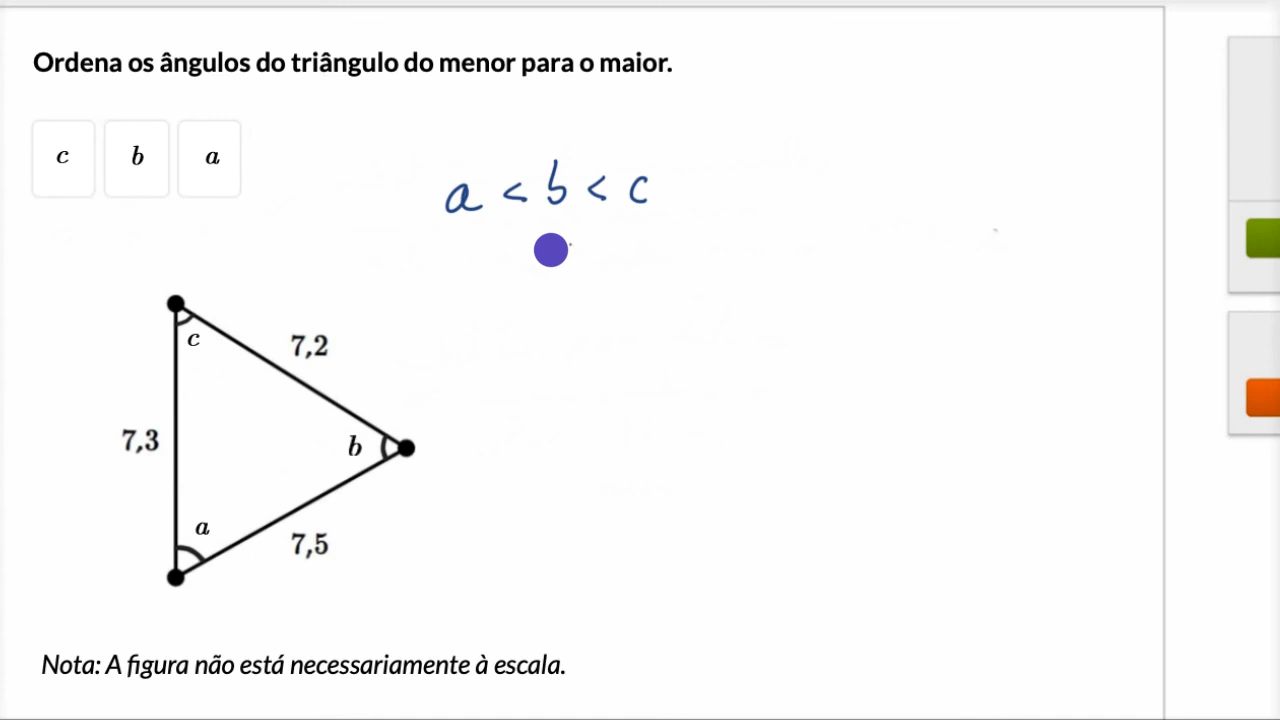 Ordena os ângulos do triângulo do menor para o maior.
c b a
a < b < c
c
7,2
7,3
b
a
7,5
Nota: A figura não está necessariamente à escala.